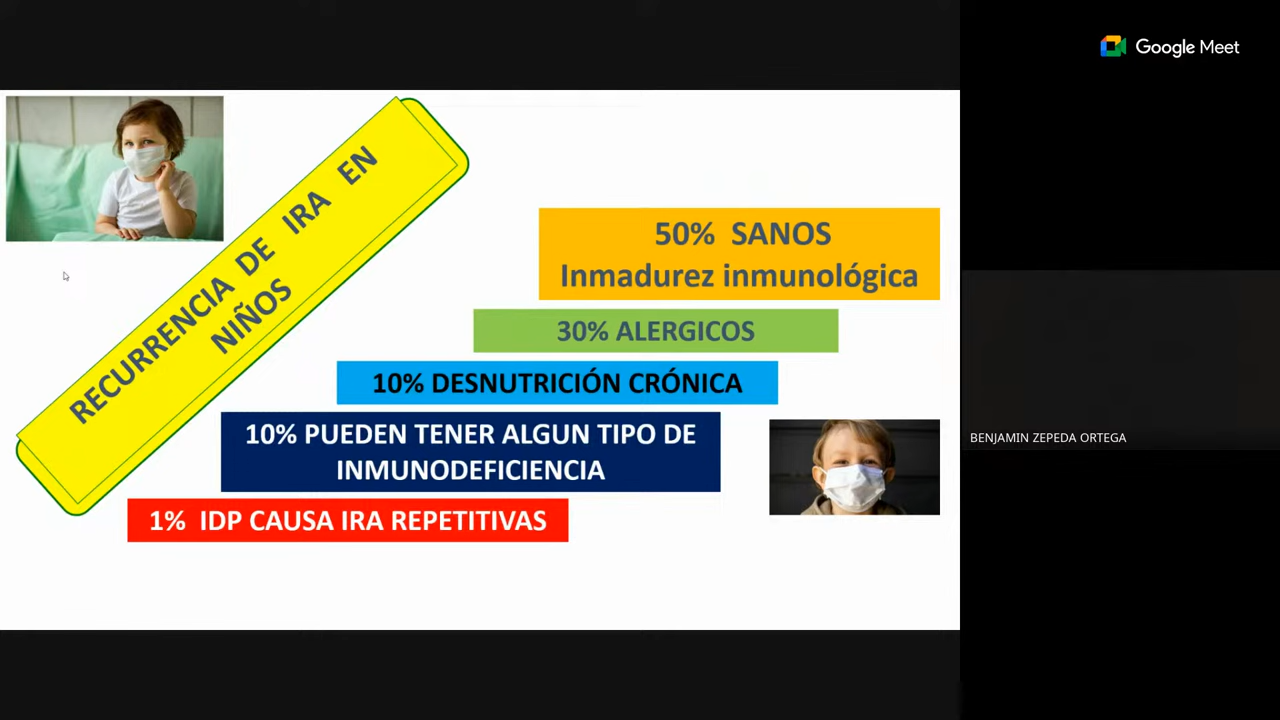 Google Meet
RECURRENCIA DE IRA EN
NIÑOS
50% SANOS
Inmadurez inmunológica
30% ALERGICOS
10% DESNUTRICIÓN CRÓNICA
10% PUEDEN TENER ALGUN TIPO DE
INMUNODEFICIENCIA
1% IDP CAUSA IRA REPETITIVAS
BENJAMIN ZEPEDA ORTEGA